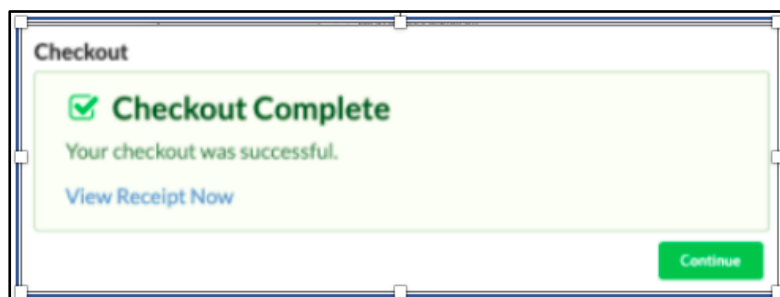 Checkout
Checkout Complete
Your checkout was successful.
View Receipt Now
Continue